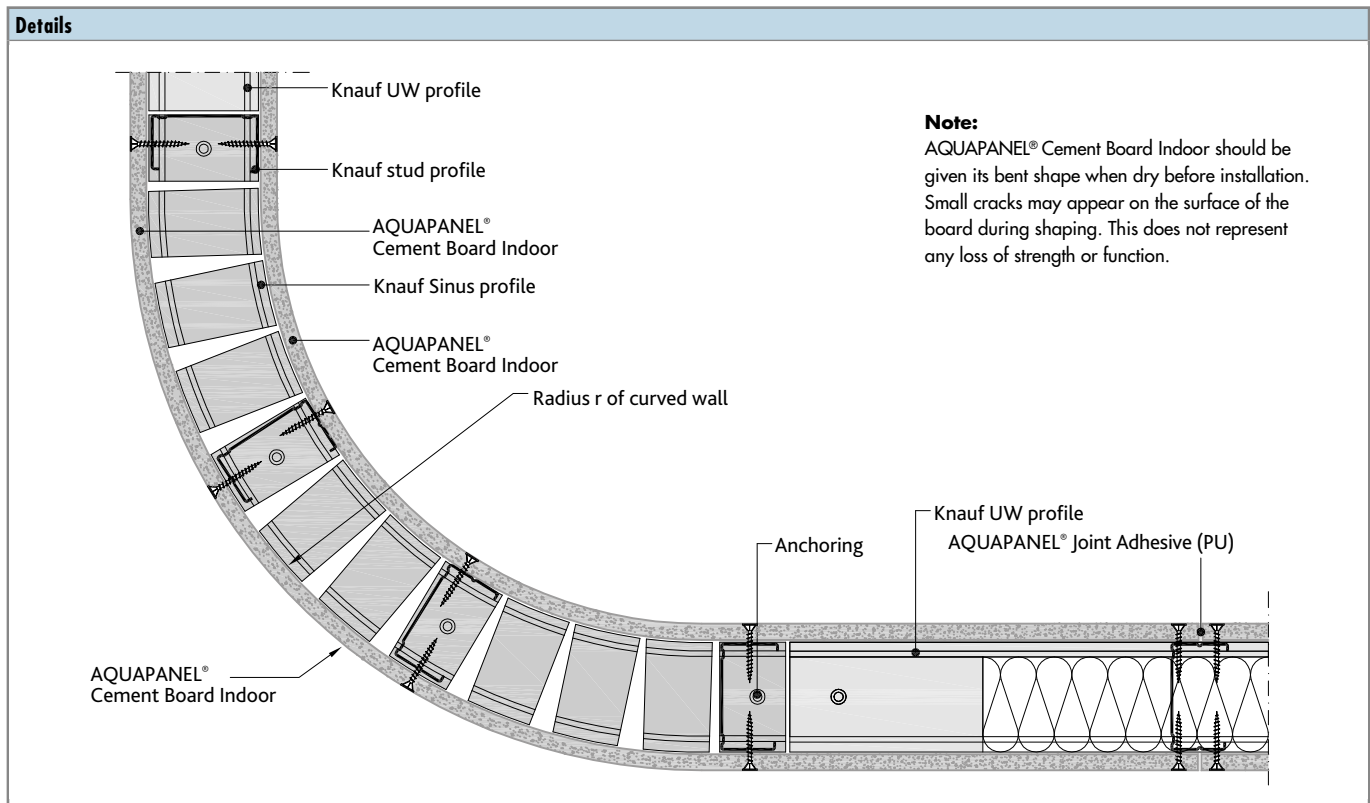 Details
Knauf UW profile
Knauf stud profile
AQUAPANEL®
Cement Board Indoor
Knauf Sinus profile
AQUAPANEL®
Cement Board Indoor
Radius r of curved wall
Note:
AQUAPANEL® Cement Board Indoor should be
given its bent shape when dry before installation.
Small cracks may appear on the surface of the
board during shaping. This does not represent
any loss of strength or function.
Knauf UW profile
AQUAPANEL® Joint Adhesive (PU)
Anchoring
AQUAPANEL®
Cement Board Indoor